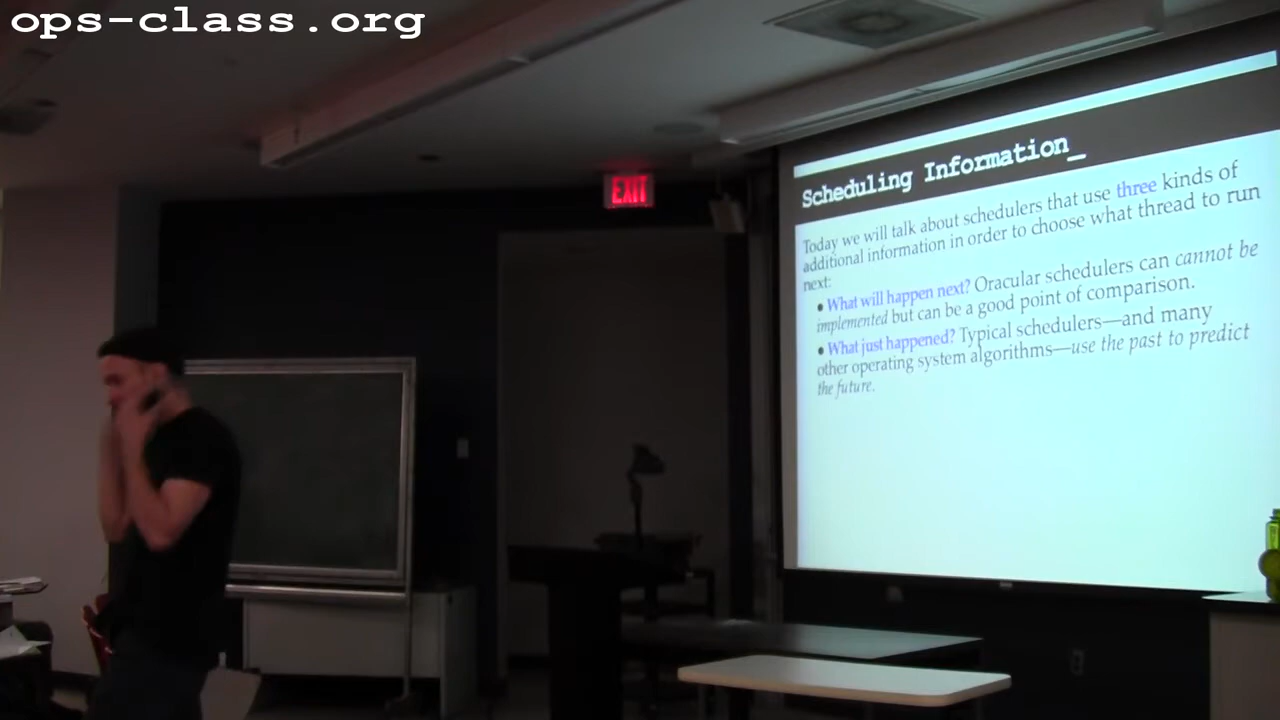 ops-class.org
EXIT
Scheduling Information_
Today we will talk about schedulers that use three kinds of
additional information in order to choose what thread to run
next:
• What will happen next? Oracular schedulers can cannot be
implemented but can be a good point of comparison.
• What just happened? Typical schedulers—and many
other operating system algorithms—use the past to predict
the future.